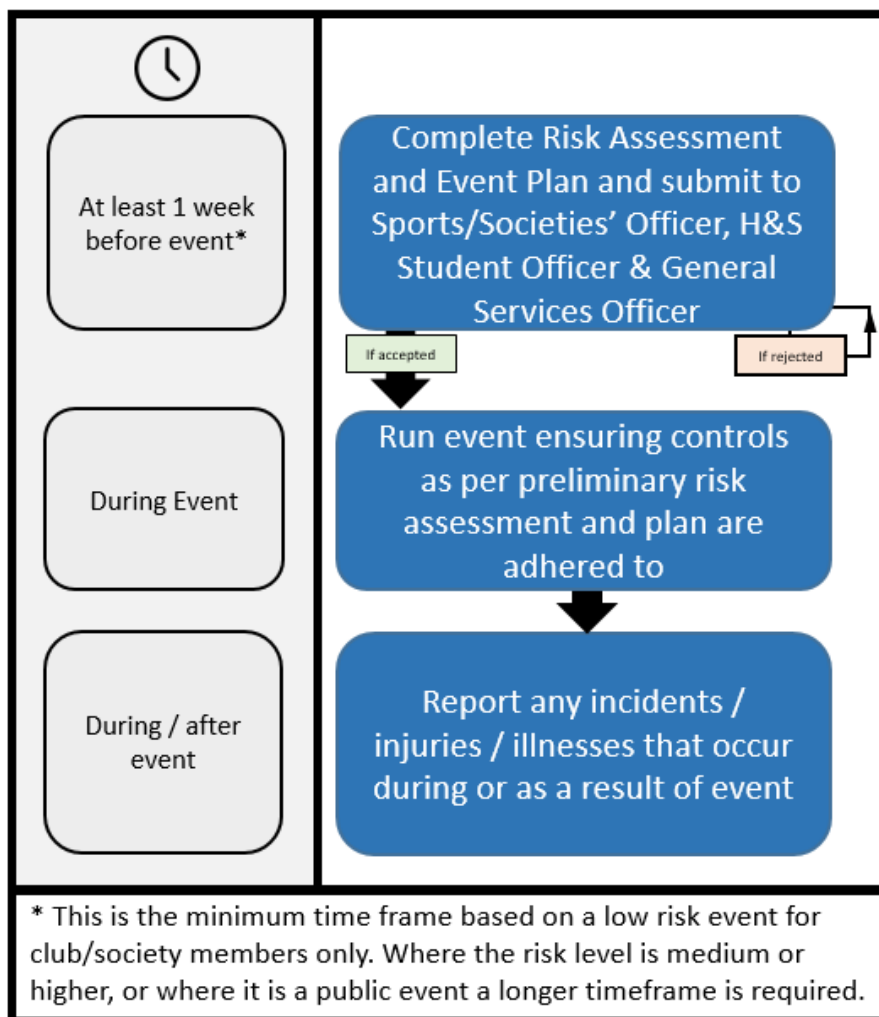 At least 1 week
before event*
Complete Risk Assessment
and Event Plan and submit to
Sports/Societies’ Officer, H&S
Student Officer & General
Services Officer
If accepted
If rejected
During Event
Run event ensuring controls
as per preliminary risk
assessment and plan are
adhered to
During / after
event
Report any incidents /
injuries / illnesses that occur
during or as a result of event
* This is the minimum time frame based on a low risk event for
club/society members only. Where the risk level is medium or
higher, or where it is a public event a longer timeframe is required.